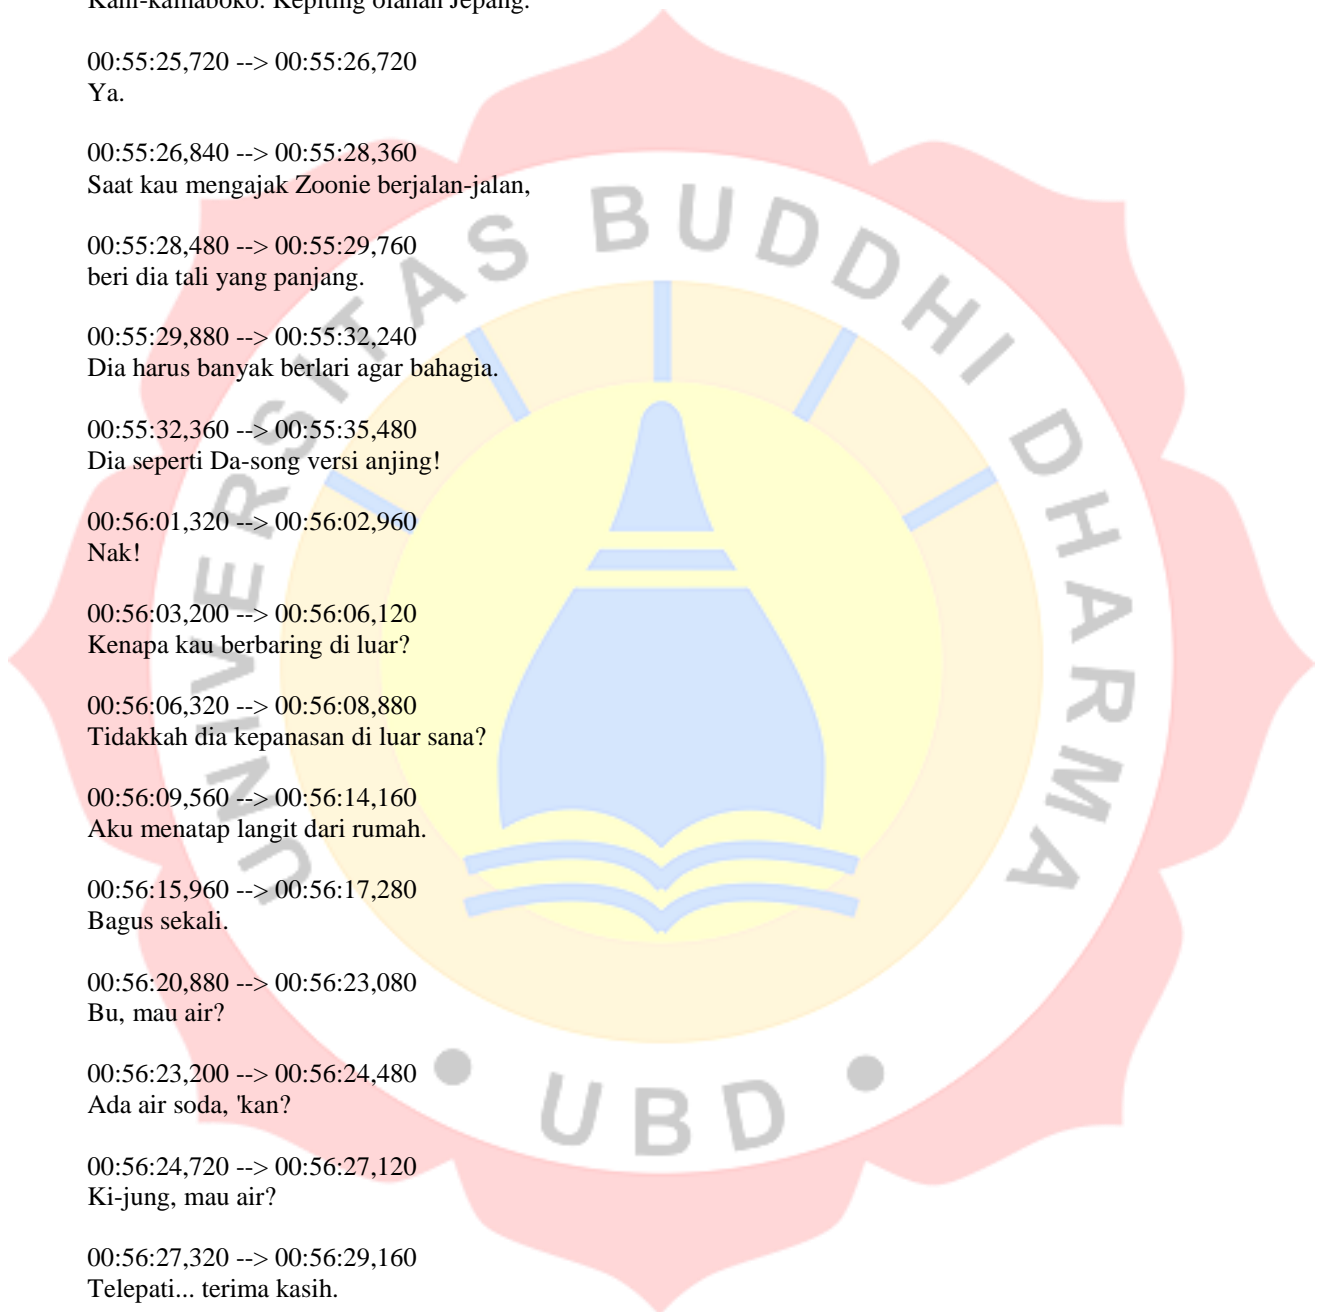 Kani-kamaboko. Kepiting olahan Jepang.
00:55:25,720 --> 00:55:26,720
Ya.
00:55:26,840 --> 00:55:28,360
Saat kau mengajak Zoonie berjalan-jalan,
00:55:28,480 --> 00:55:29,760
beri dia tali yang panjang.
00:55:29,880 --> 00:55:32,240
Dia harus banyak berlari agar bahagia.
00:55:32,360 --> 00:55:35,480
Dia seperti Da-song versi anjing!
00:56:01,320 --> 00:56:02,960
Nak!
00:56:03,200 --> 00:56:06,120
Kenapa kau berbaring di luar?
00:56:06,320 --> 00:56:08,880
Tidakkah dia kepanasan di luar sana?
00:56:09,560 --> 00:56:14,160
Aku menatap langit dari rumah.
00:56:15,960 --> 00:56:17,280
Bagus sekali.
00:56:20,880 --> 00:56:23,080
Bu, mau air?
00:56:23,200 --> 00:56:24,480
Ada air soda, 'kan?
00:56:24,720 --> 00:56:27,120
Ki-jung, mau air?
00:56:27,320 --> 00:56:29,160
Telepati... terima kasih.
UNIVERSITAS BUDDHI DHARMA
• UBD •